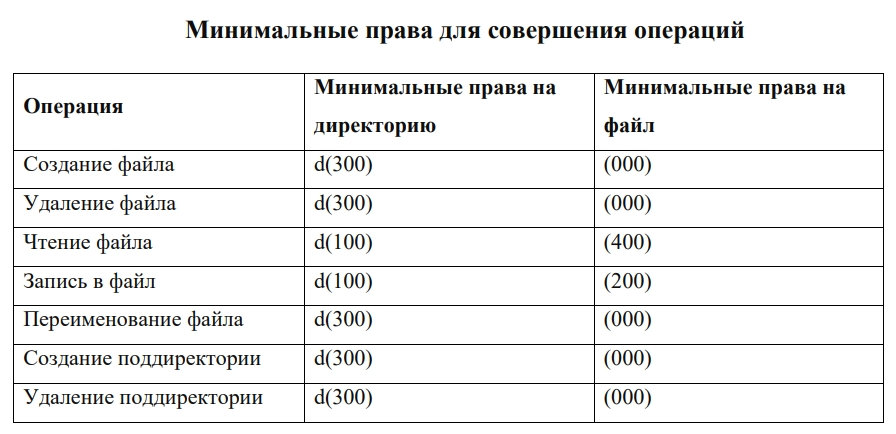 Минимальные права для совершения операций
Операция
Минимальные права на
директорию
Минимальные права на
файл
Создание файла d(300) (000)
Удаление файла d(300) (000)
Чтение файла d(100) (400)
Запись в файл d(100) (200)
Переименование файла d(300) (000)
Создание поддиректории d(300) (000)
Удаление поддиректории d(300) (000)